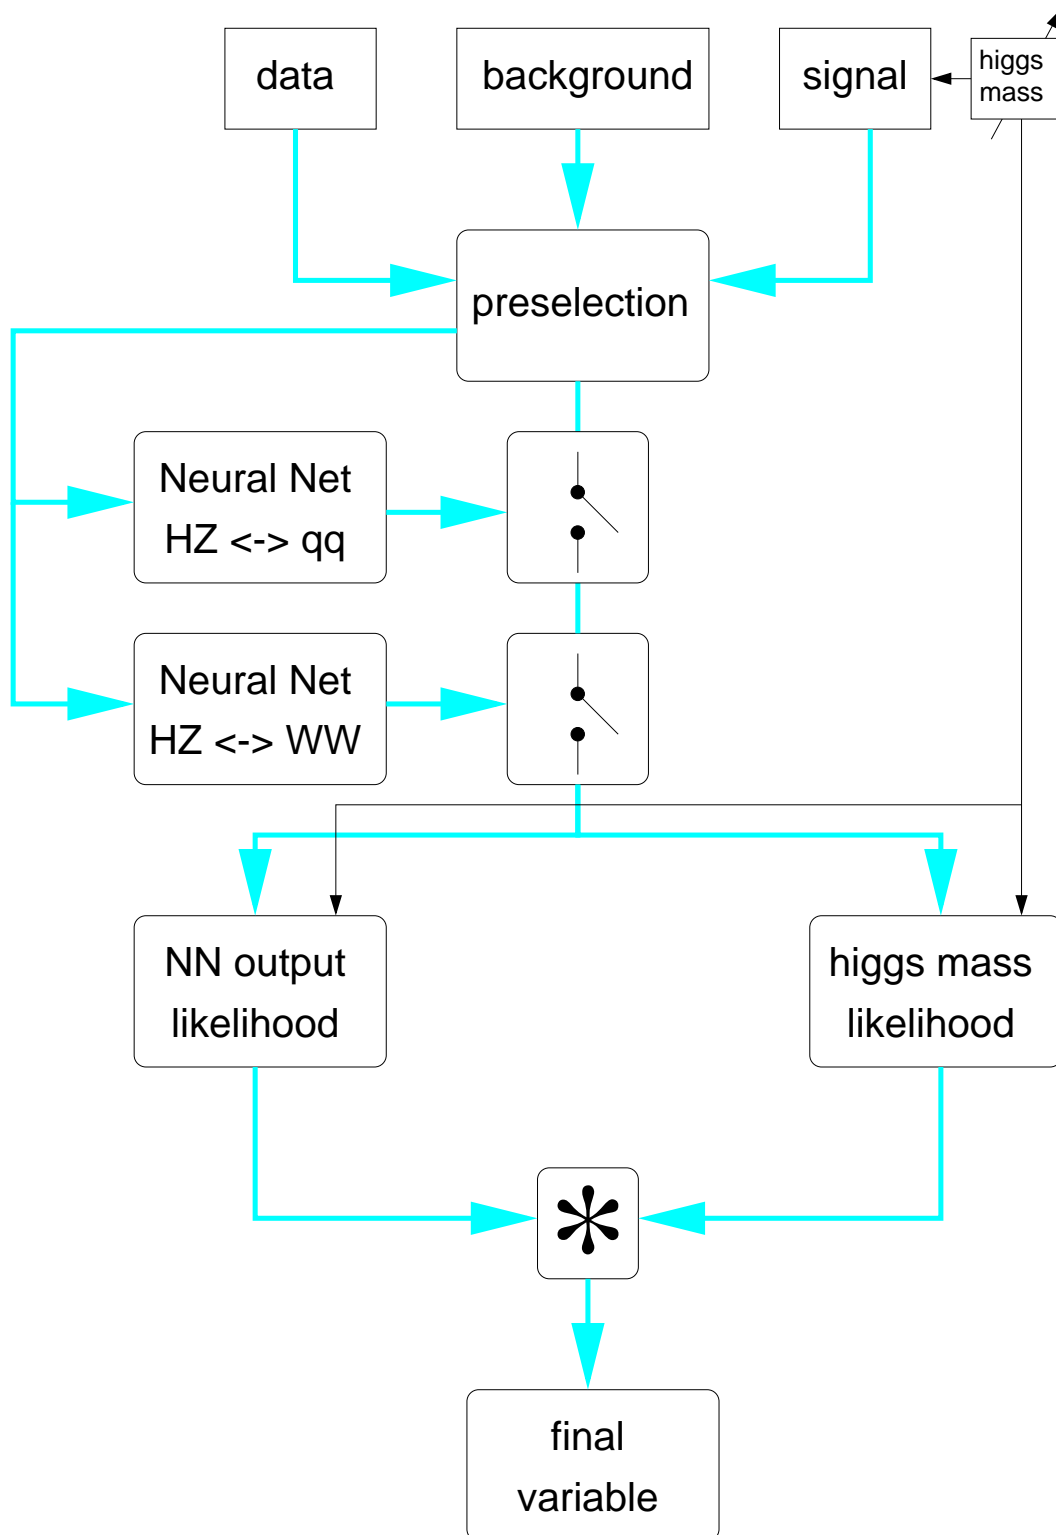 data
background
signal
higgs
mass
preselection
Neural Net
HZ <-> qq
Neural Net
HZ <-> WW
NN output
likelihood
higgs mass
likelihood
*
final
variable